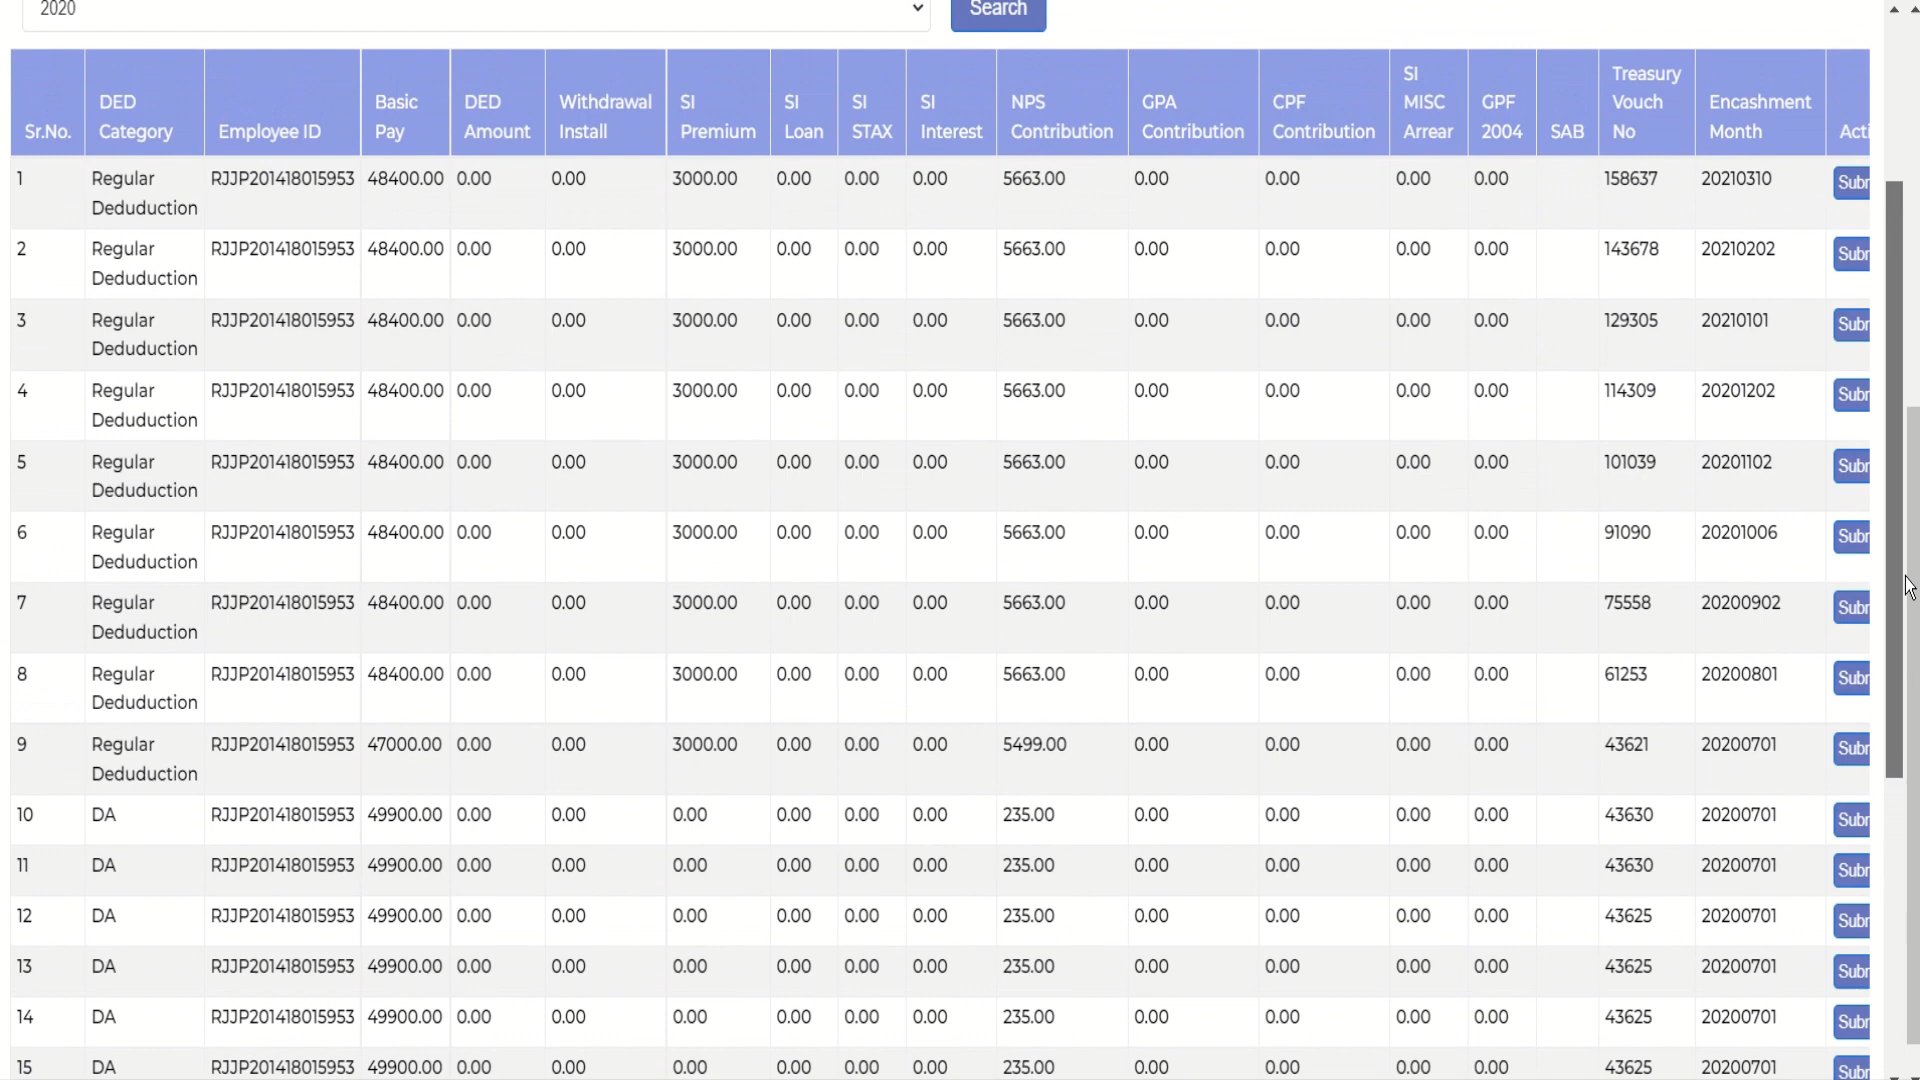 2020 Search
Sr.No. DED Category Employee ID Basic Pay DED Amount Withdrawal Install SI Premium SI Loan SI STAX SI Interest NPS Contribution GPA Contribution CPF Contribution SI MISC Arrear GPF 2004 SAB Treasury Vouch No Encashment Month Acti
1 Regular Deduduction RJJP201418015953 48400.00 0.00 0.00 3000.00 0.00 0.00 0.00 5663.00 0.00 0.00 0.00 0.00 158637 20210310 Subr
2 Regular Deduduction RJJP201418015953 48400.00 0.00 0.00 3000.00 0.00 0.00 0.00 5663.00 0.00 0.00 0.00 0.00 143678 20210202 Subr
3 Regular Deduduction RJJP201418015953 48400.00 0.00 0.00 3000.00 0.00 0.00 0.00 5663.00 0.00 0.00 0.00 0.00 129305 20210101 Subr
4 Regular Deduduction RJJP201418015953 48400.00 0.00 0.00 3000.00 0.00 0.00 0.00 5663.00 0.00 0.00 0.00 0.00 114309 20201202 Subr
5 Regular Deduduction RJJP201418015953 48400.00 0.00 0.00 3000.00 0.00 0.00 0.00 5663.00 0.00 0.00 0.00 0.00 101039 20201102 Subr
6 Regular Deduduction RJJP201418015953 48400.00 0.00 0.00 3000.00 0.00 0.00 0.00 5663.00 0.00 0.00 0.00 0.00 91090 20201006 Subr
7 Regular Deduduction RJJP201418015953 48400.00 0.00 0.00 3000.00 0.00 0.00 0.00 5663.00 0.00 0.00 0.00 0.00 75558 20200902 Subr
8 Regular Deduduction RJJP201418015953 48400.00 0.00 0.00 3000.00 0.00 0.00 0.00 5663.00 0.00 0.00 0.00 0.00 61253 20200801 Subr
9 Regular Deduduction RJJP201418015953 47000.00 0.00 0.00 3000.00 0.00 0.00 0.00 5499.00 0.00 0.00 0.00 0.00 43621 20200701 Subr
10 DA RJJP201418015953 49900.00 0.00 0.00 0.00 0.00 0.00 0.00 235.00 0.00 0.00 0.00 0.00 43630 20200701 Subr
11 DA RJJP201418015953 49900.00 0.00 0.00 0.00 0.00 0.00 0.00 235.00 0.00 0.00 0.00 0.00 43630 20200701 Subr
12 DA RJJP201418015953 49900.00 0.00 0.00 0.00 0.00 0.00 0.00 235.00 0.00 0.00 0.00 0.00 43625 20200701 Subr
13 DA RJJP201418015953 49900.00 0.00 0.00 0.00 0.00 0.00 0.00 235.00 0.00 0.00 0.00 0.00 43625 20200701 Subr
14 DA RJJP201418015953 49900.00 0.00 0.00 0.00 0.00 0.00 0.00 235.00 0.00 0.00 0.00 0.00 43625 20200701 Subr
15 DA RJJP201418015953 49900.00 0.00 0.00 0.00 0.00 0.00 0.00 235.00 0.00 0.00 0.00 0.00 43625 20200701 Subr